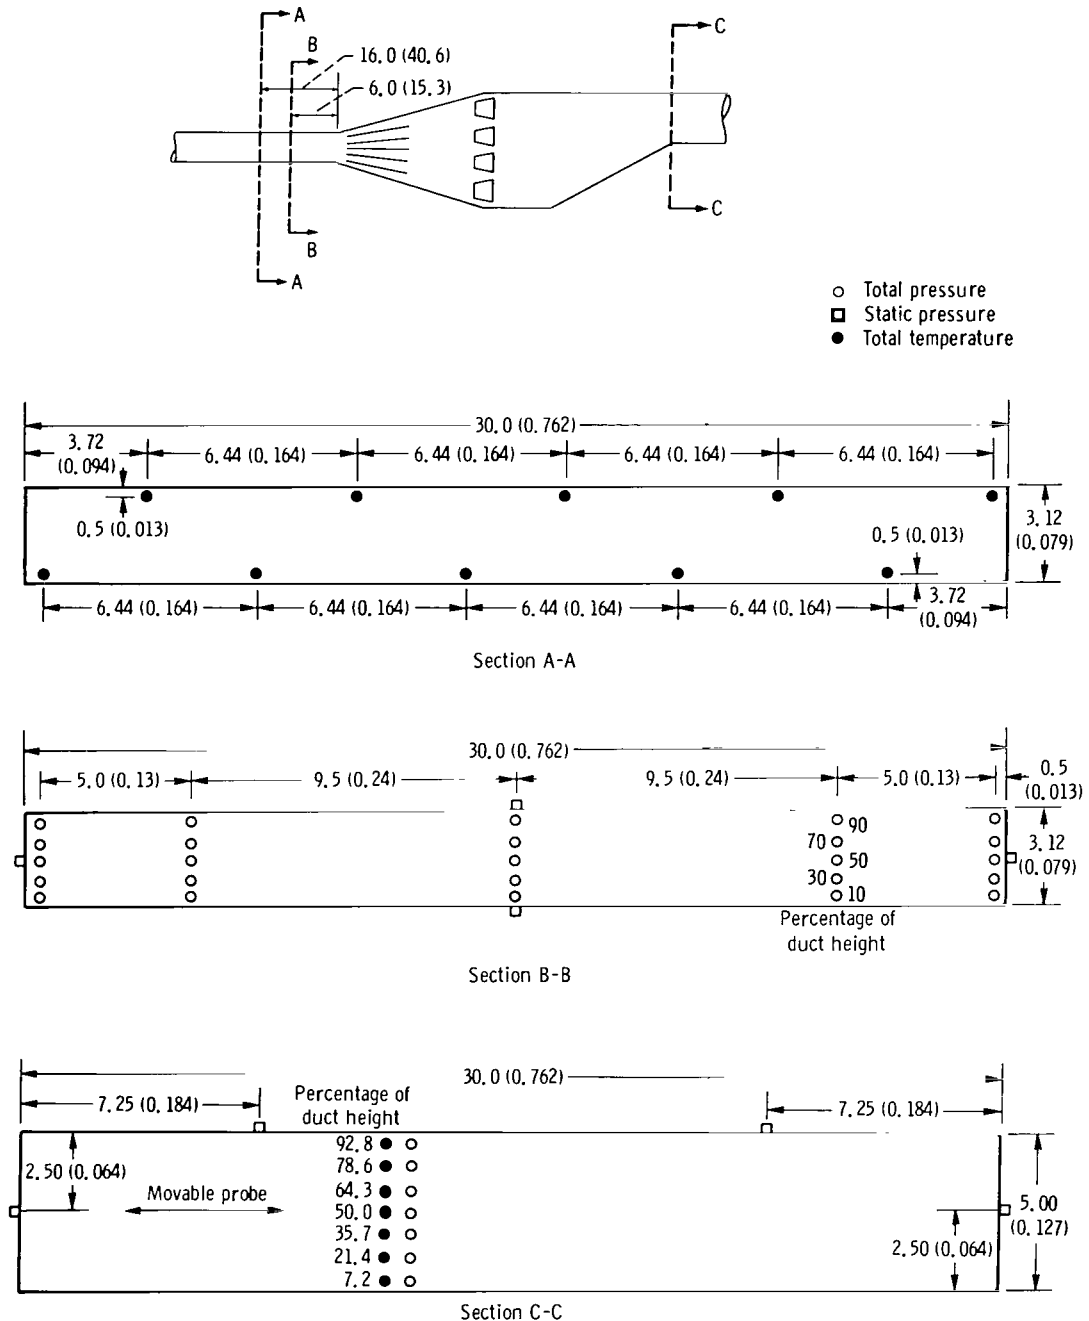 A
B
16.0 (40.6)
6.0 (15.3)
C
B
A
C
Total pressure
Static pressure
Total temperature
30.0 (0.762)
3.72
(0.094)
6.44 (0.164)
6.44 (0.164)
6.44 (0.164)
6.44 (0.164)
0.5 (0.013)
0.5 (0.013)
3.12
(0.079)
6.44 (0.164)
6.44 (0.164)
6.44 (0.164)
6.44 (0.164)
3.72
(0.094)
Section A-A
30.0 (0.762)
5.0 (0.13)
9.5 (0.24)
9.5 (0.24)
5.0 (0.13)
0.5
(0.013)
90
70
50
30
10
3.12
(0.079)
Percentage of
duct height
Section B-B
30.0 (0.762)
7.25 (0.184)
Percentage of
duct height
7.25 (0.184)
92.8
78.6
64.3
50.0
35.7
21.4
7.2
2.50 (0.064)
Movable probe
5.00
(0.127)
2.50 (0.064)
Section C-C